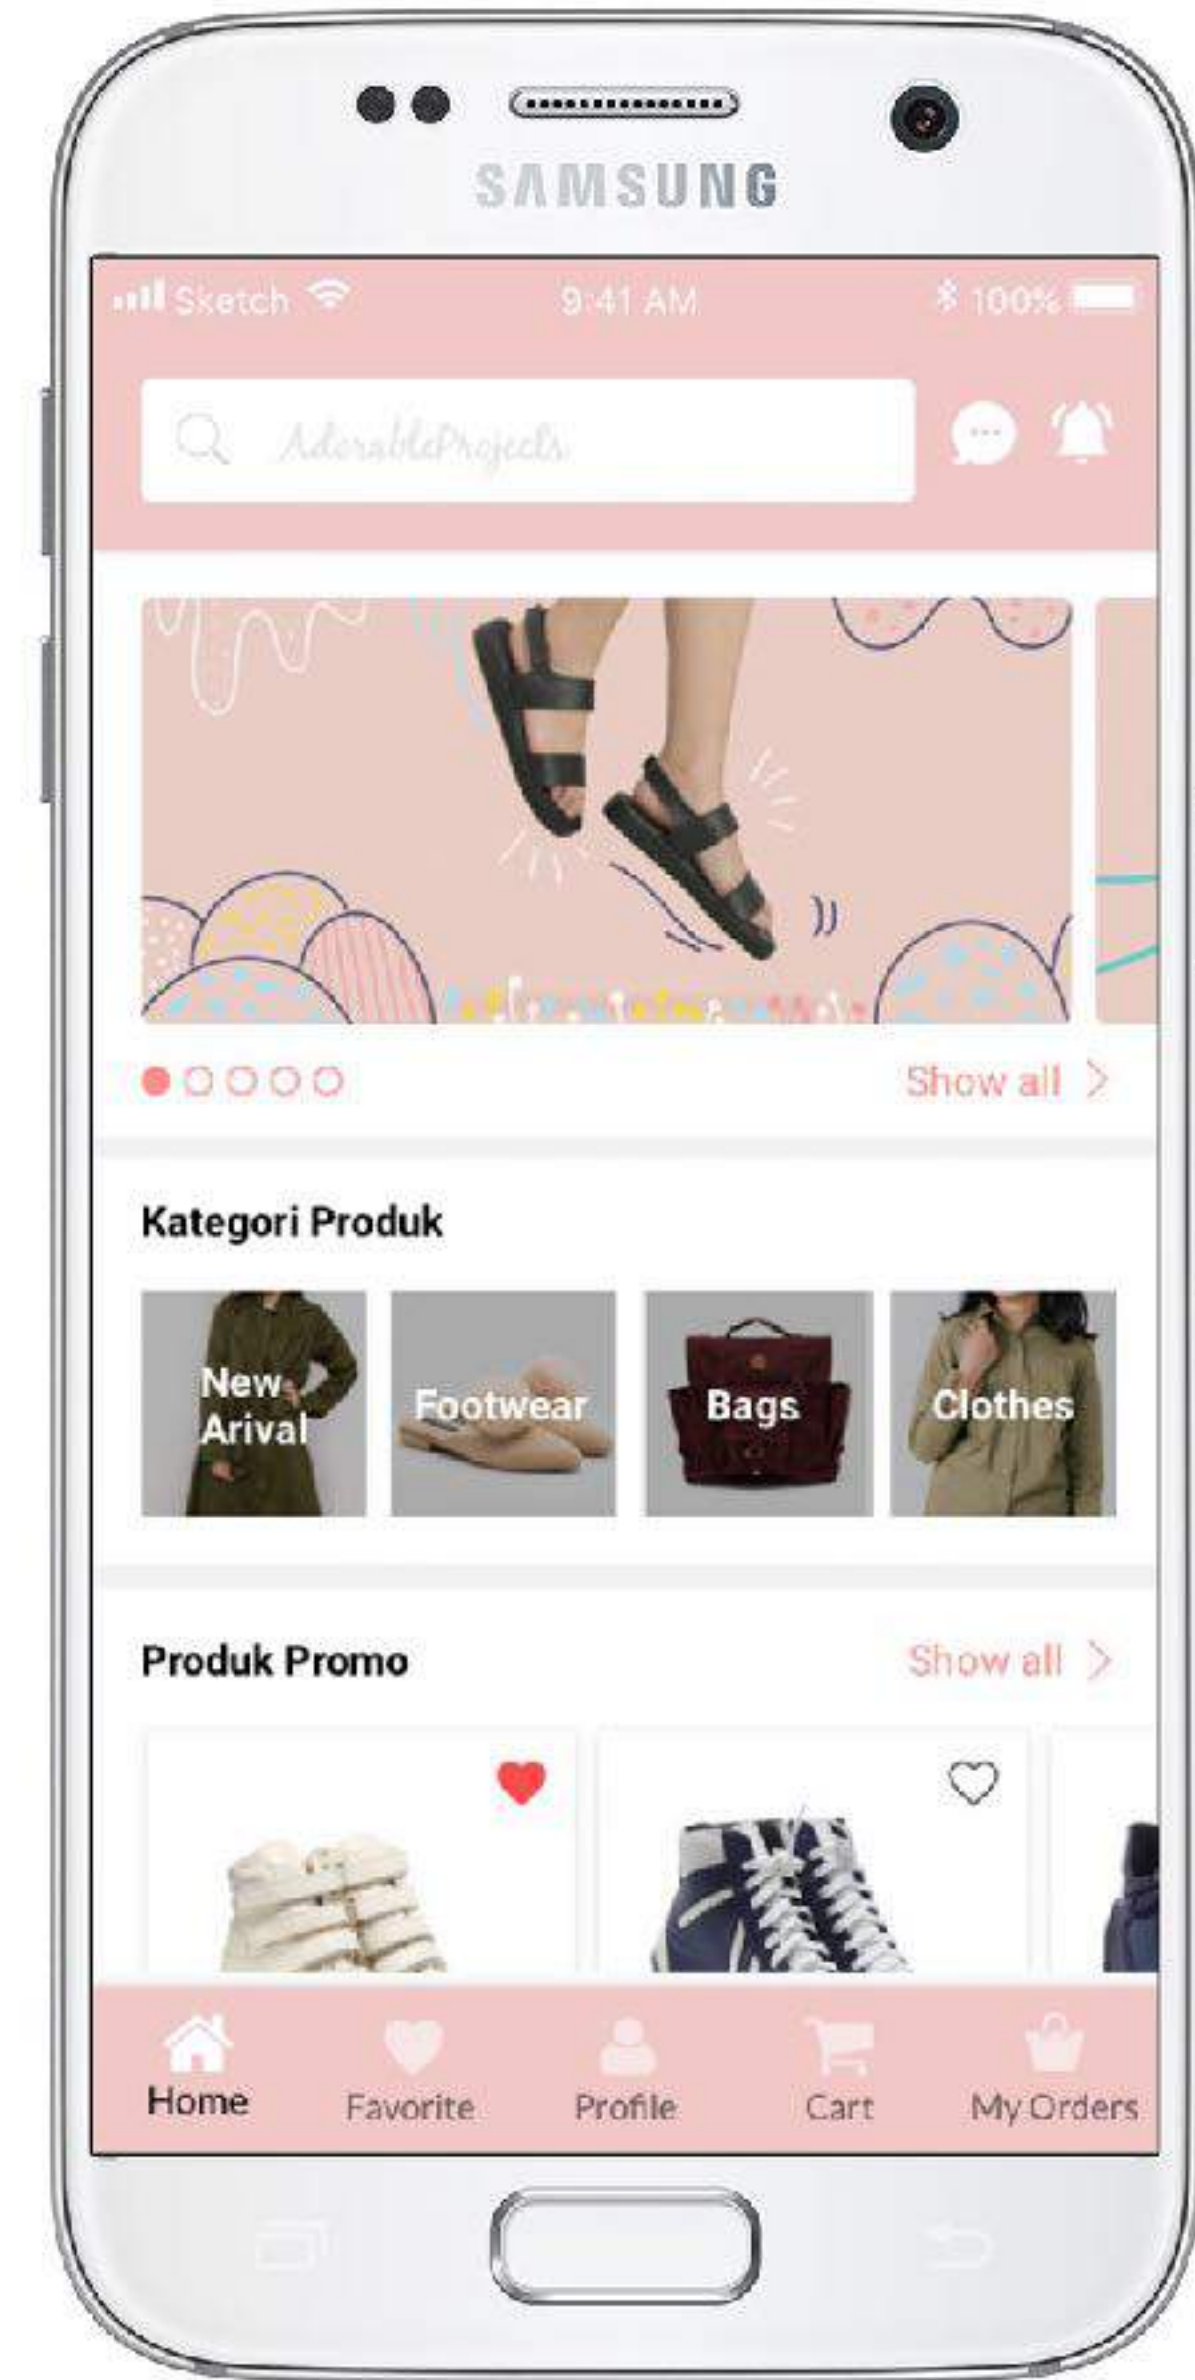 SAMSUNG
Sketch 9:41 AM 100%
AdorableProjects
Show all
Kategori Produk
New
Arival
Footwear
Bags
Clothes
Produk Promo
Show all
Home
Favorite
Profile
Cart
My Orders